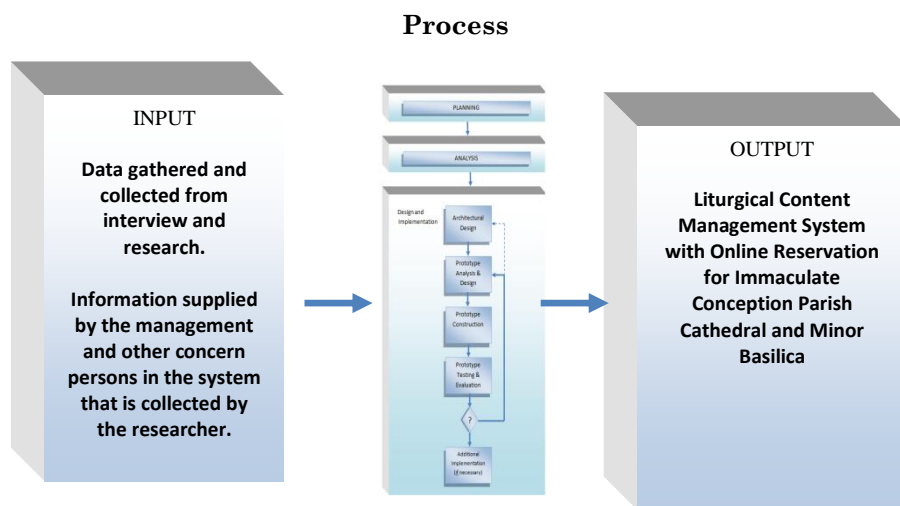 Process
INPUT
Data gathered and
collected from
interview and
research.
Information supplied
by the management
and other concern
persons in the system
that is collected by
the researcher.
PLANNING
ANALYSIS
Design and
Implementation
Architectural
Design
Prototype
Analysis &
Design
Prototype
Construction
Prototype
Testing &
Evaluation
?
Additional
Implementation
(if necessary)
OUTPUT
Liturgical Content
Management System
with Online Reservation
for Immaculate
Conception Parish
Cathedral and Minor
Basilica